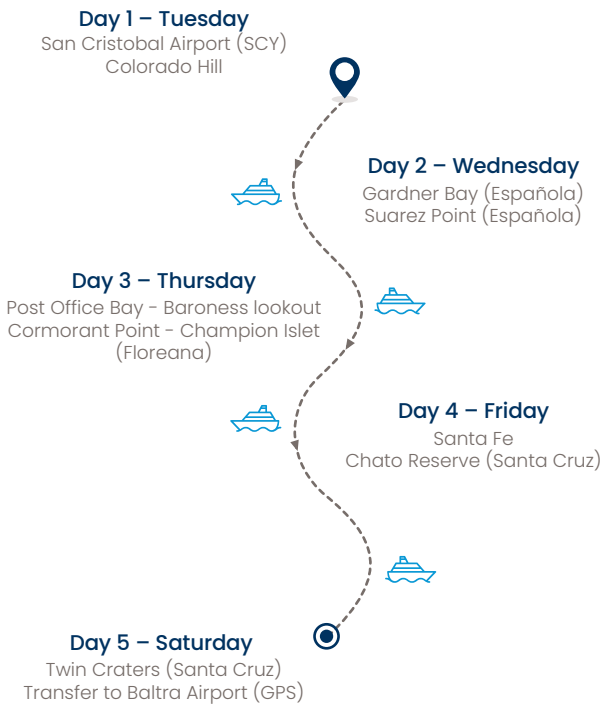 Day 1 – Tuesday
San Cristobal Airport (SCY)
Colorado Hill
Day 2 – Wednesday
Gardner Bay (Española)
Suarez Point (Española)
Day 3 – Thursday
Post Office Bay - Baroness lookout
Cormorant Point - Champion Islet
(Floreana)
Day 4 – Friday
Santa Fe
Chato Reserve (Santa Cruz)
Day 5 – Saturday
Twin Craters (Santa Cruz)
Transfer to Baltra Airport (GPS)